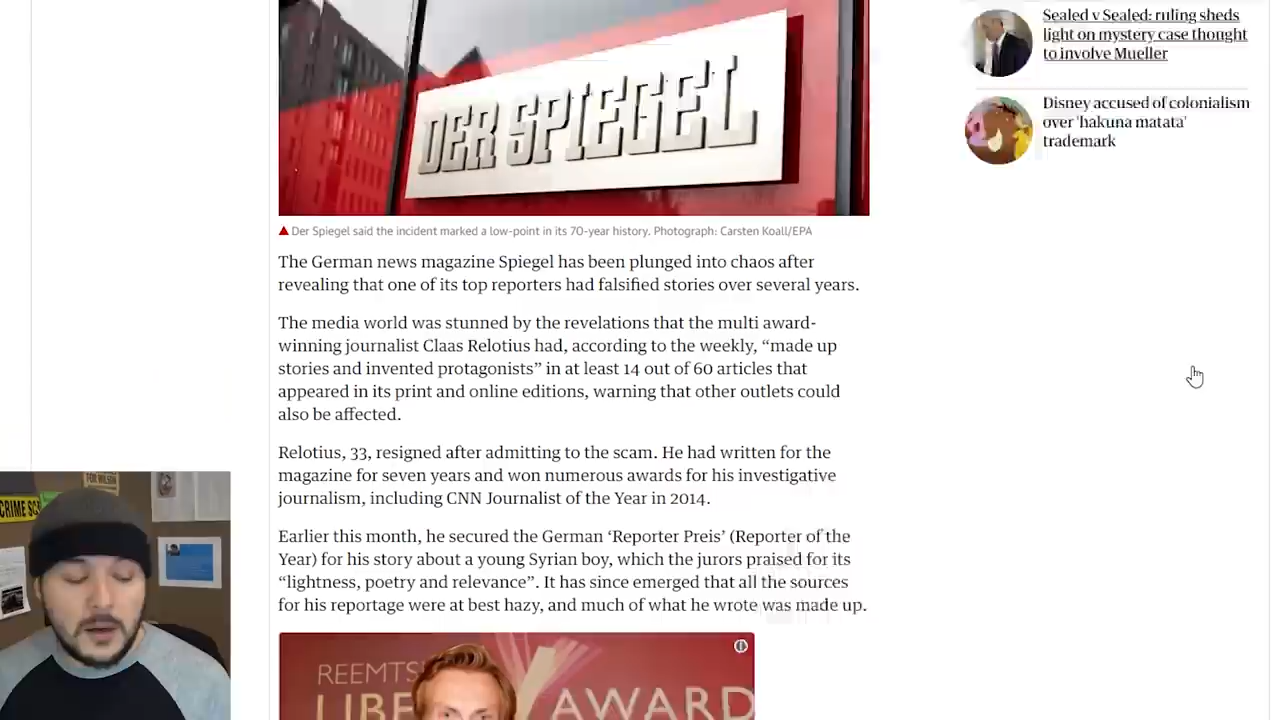 DER SPIEGEL
Der Spiegel said the incident marked a low-point in its 70-year history. Photograph: Carsten Koall/EPA
The German news magazine Spiegel has been plunged into chaos after
revealing that one of its top reporters had falsified stories over several years.
The media world was stunned by the revelations that the multi award-
winning journalist Claas Relotius had, according to the weekly, “made up
stories and invented protagonists” in at least 14 out of 60 articles that
appeared in its print and online editions, warning that other outlets could
also be affected.
Relotius, 33, resigned after admitting to the scam. He had written for the
magazine for seven years and won numerous awards for his investigative
journalism, including CNN Journalist of the Year in 2014.
Earlier this month, he secured the German ‘Reporter Preis’ (Reporter of the
Year) for his story about a young Syrian boy, which the jurors praised for its
“lightness, poetry and relevance”. It has since emerged that all the sources
for his reportage were at best hazy, and much of what he wrote was made up.
REEMTS
LIBE AWARD
Sealed v Sealed: ruling sheds
light on mystery case thought
to involve Mueller
Disney accused of colonialism
over 'hakuna matata'
trademark
CRIME SC
FOR WILSON